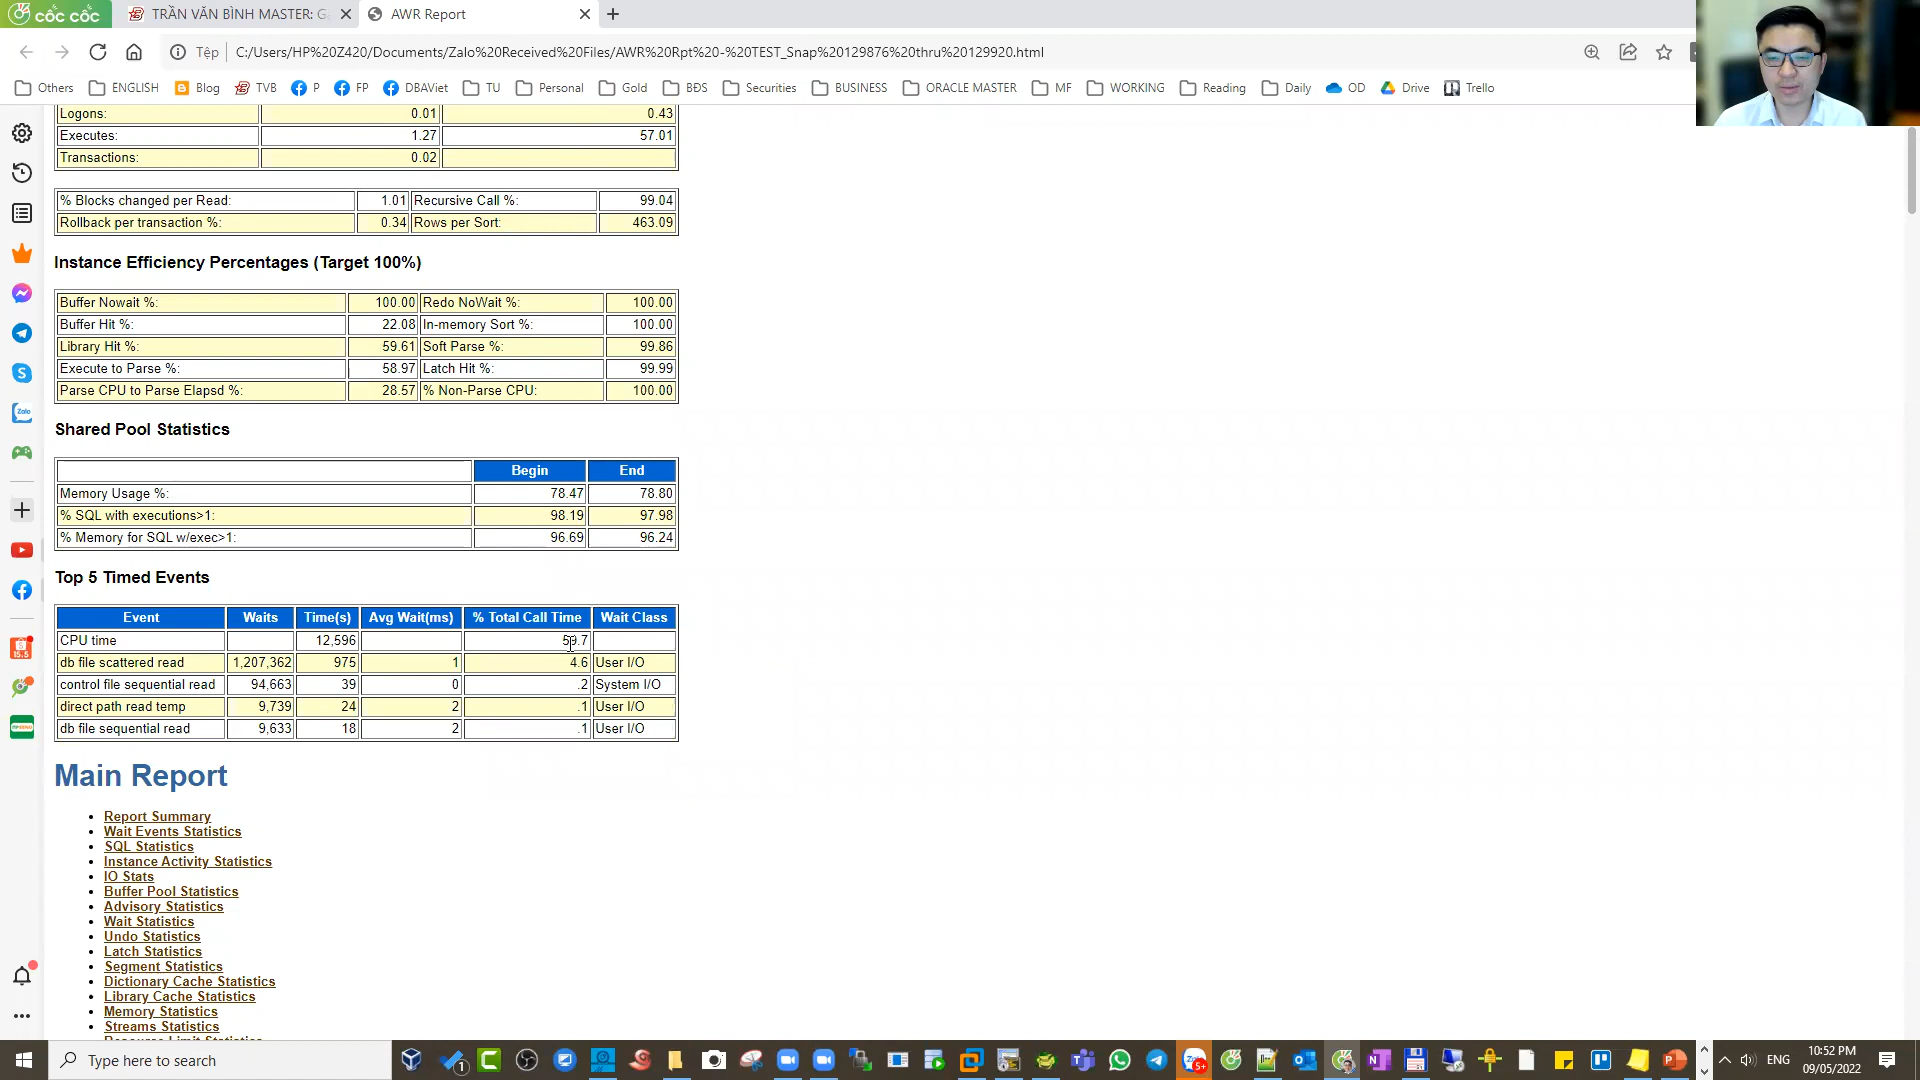 cốc cốc
TRẦN VĂN BÌNH MASTER: G
AWR Report
Tệp
C:/Users/HP%20Z420/Documents/Zalo%20Received%20Files/AWR%20Rpt%20-%20TEST_Snap%20129876%20thru%20129920.html
Others ENGLISH Blog TVB P FP DBAViet TU Personal Gold BĐS Securities BUSINESS ORACLE MASTER MF WORKING Reading Daily OD Drive Trello
Logons: 0.01 0.43
Executes: 1.27 57.01
Transactions: 0.02
% Blocks changed per Read: 1.01 Recursive Call %: 99.04
Rollback per transaction %: 0.34 Rows per Sort: 463.09
Instance Efficiency Percentages (Target 100%)
Buffer Nowait %: 100.00 Redo NoWait %: 100.00
Buffer Hit %: 22.08 In-memory Sort %: 100.00
Library Hit %: 59.61 Soft Parse %: 99.86
Execute to Parse %: 58.97 Latch Hit %: 99.99
Parse CPU to Parse Elapsd %: 28.57 % Non-Parse CPU: 100.00
Shared Pool Statistics
Begin End
Memory Usage %: 78.47 78.80
% SQL with executions>1: 98.19 97.98
% Memory for SQL w/exec>1: 96.69 96.24
Top 5 Timed Events
Event Waits Time(s) Avg Wait(ms) % Total Call Time Wait Class
CPU time 12,596 59.7
db file scattered read 1,207,362 975 1 4.6 User I/O
control file sequential read 94,663 39 0 .2 System I/O
direct path read temp 9,739 24 2 .1 User I/O
db file sequential read 9,633 18 2 .1 User I/O
Main Report
Report Summary
Wait Events Statistics
SQL Statistics
Instance Activity Statistics
IO Stats
Buffer Pool Statistics
Advisory Statistics
Wait Statistics
Undo Statistics
Latch Statistics
Segment Statistics
Dictionary Cache Statistics
Library Cache Statistics
Memory Statistics
Streams Statistics
Zalo
Type here to search
ENG
10:52 PM
09/05/2022